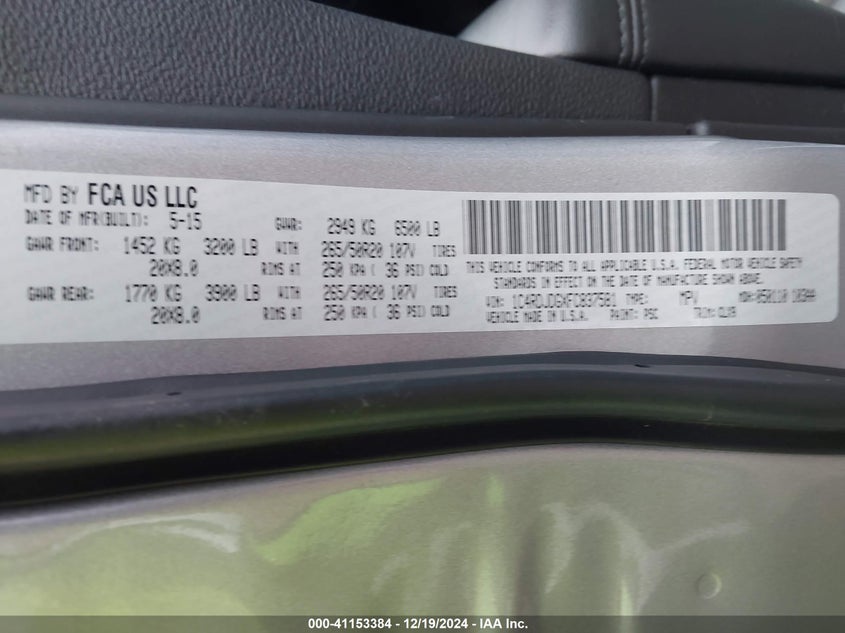 MFD BY FCA US LLC
DATE OF MFR(BUILT): 5-15 GVWR: 2949 KG 6500 LB
GAWR FRONT: 1452 KG 3200 LB WITH 265/50R20 107V TIRES
20X8.0 RIMS AT 250 KPA ( 36 PSI) COLD
GAWR REAR: 1770 KG 3900 LB WITH 265/50R20 107V TIRES
20X8.0 RIMS AT 250 KPA ( 36 PSI) COLD
THIS VEHICLE CONFORMS TO ALL APPLICABLE U.S.A. FEDERAL MOTOR VEHICLE SAFETY
STANDARDS IN EFFECT ON THE DATE OF MANUFACTURE SHOWN ABOVE.
VIN: 1C4RDJDGXFC837581 TYPE: MPV MDH:
VEHICLE MADE IN U.S.A. PAINT: PSC TRIM:
000-41153384 - 12/19/2024 - IAA Inc.